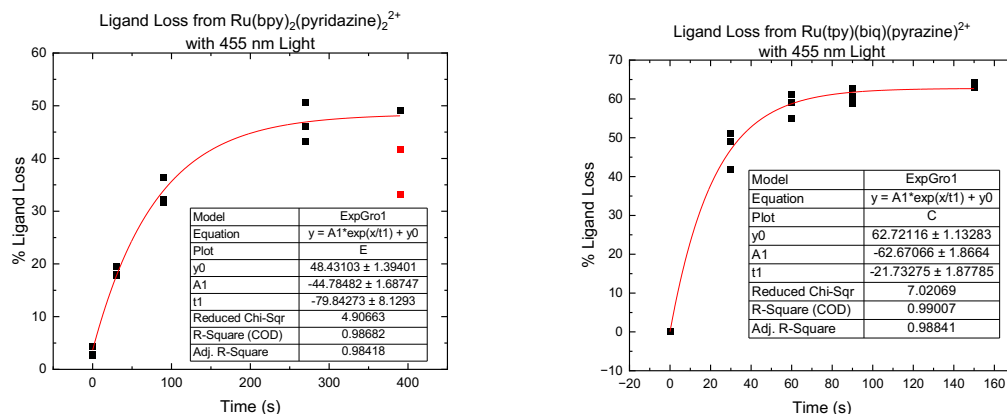 Ligand Loss from Ru(bpy)₂(pyridazine)₂²⁺
with 455 nm Light
60
50
40
30
20
10
0
% Ligand Loss
Model ExpGro1
Equation y = A1*exp(x/t1) + y0
Plot E
y0 48.43103 ± 1.39401
A1 -44.78482 ± 1.68747
t1 -79.84273 ± 8.1293
Reduced Chi-Sqr 4.90663
R-Square (COD) 0.98682
Adj. R-Square 0.98418
0 100 200 300 400
Time (s)
Ligand Loss from Ru(tpy)(biq)(pyrazine)²⁺
with 455 nm Light
70
60
50
40
30
20
10
0
−10
% Ligand Loss
Model ExpGro1
Equation y = A1*exp(x/t1) + y0
Plot C
y0 62.72116 ± 1.13283
A1 -62.67066 ± 1.8664
t1 -21.73275 ± 1.87785
Reduced Chi-Sqr 7.02069
R-Square (COD) 0.99007
Adj. R-Square 0.98841
−20 0 20 40 60 80 100 120 140 160
Time (s)